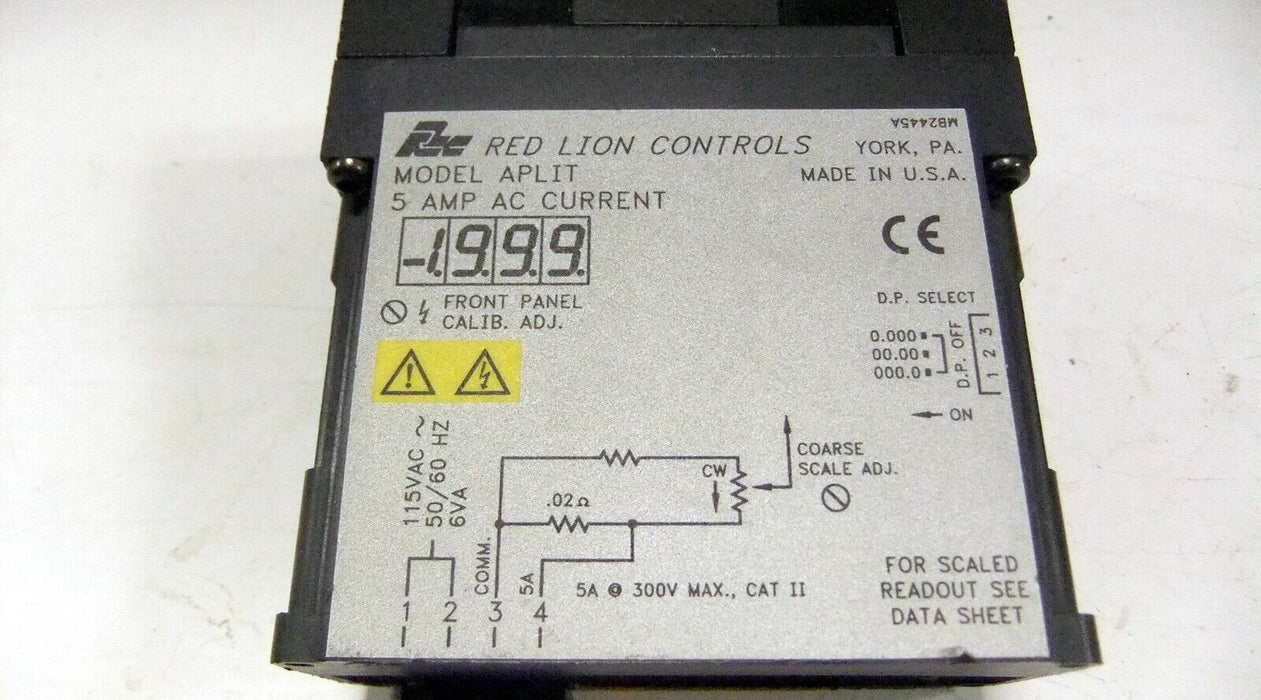 MB2445A
RLC RED LION CONTROLS YORK, PA.
MODEL APLIT MADE IN U.S.A.
5 AMP AC CURRENT
-1.9.9.9.
CE
FRONT PANEL
CALIB. ADJ.
D.P. SELECT
0.000
00.00
000.0
D.P. OFF
1 2 3
ON
115VAC ~
50/60 HZ
6VA
COARSE
SCALE ADJ.
CW
.02Ω
COMM.
5A
5A @ 300V MAX., CAT II
1 2 3 4
FOR SCALED
READOUT SEE
DATA SHEET